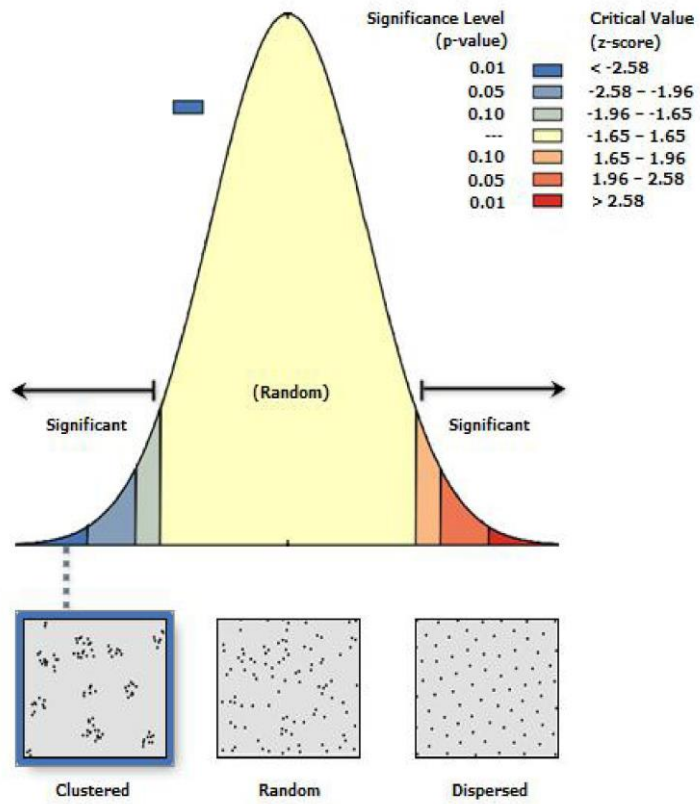 Significance Level
(p-value)
Critical Value
(z-score)
0.01 < -2.58
0.05 -2.58 – -1.96
0.10 -1.96 – -1.65
--- -1.65 – 1.65
0.10 1.65 – 1.96
0.05 1.96 – 2.58
0.01 > 2.58
(Random)
Significant
Significant
Clustered
Random
Dispersed